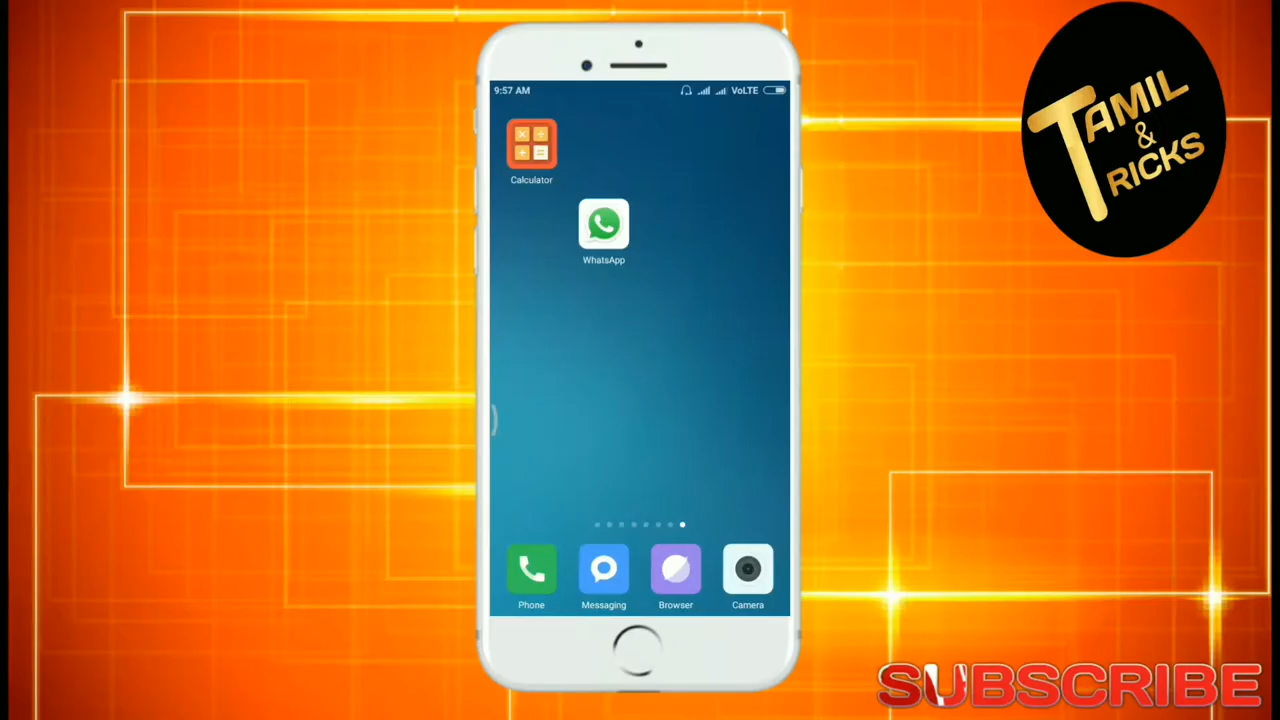 9:57 AM VoLTE
Calculator
WhatsApp
Phone Messaging Browser Camera
TAMIL
&
TRICKS
SUBSCRIBE